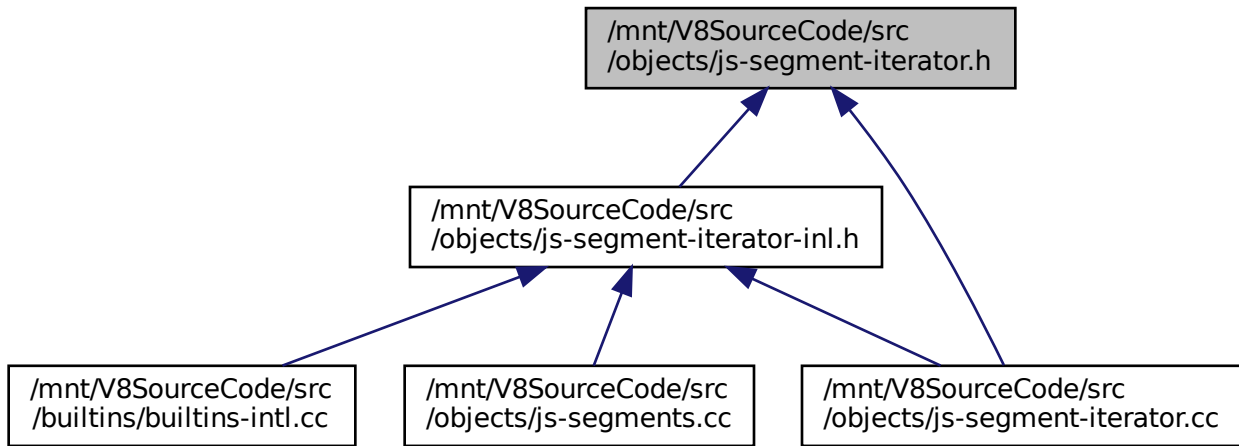 /mnt/V8SourceCode/src
/objects/js-segment-iterator.h
/mnt/V8SourceCode/src
/objects/js-segment-iterator-inl.h
/mnt/V8SourceCode/src
/builtins/builtins-intl.cc
/mnt/V8SourceCode/src
/objects/js-segments.cc
/mnt/V8SourceCode/src
/objects/js-segment-iterator.cc